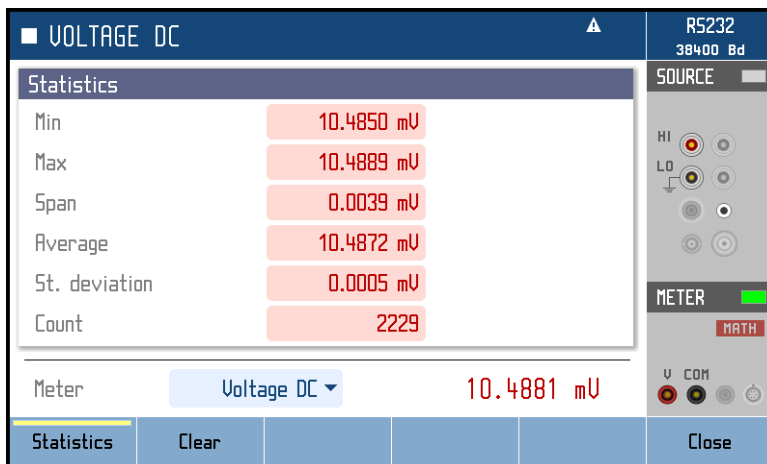 VOLTAGE DC
RS232
38400 Bd
Statistics
Min 10.4850 mV
Max 10.4889 mV
Span 0.0039 mV
Average 10.4872 mV
St. deviation 0.0005 mV
Count 2229
Meter Voltage DC 10.4881 mV
SOURCE
HI
LO
METER
MATH
V COM
Statistics Clear Close